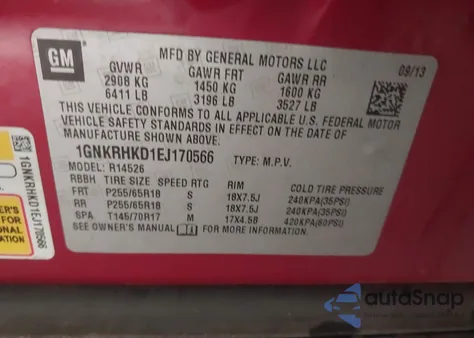 GM
MFD BY GENERAL MOTORS LLC
GVWR GAWR FRT GAWR RR 09/13
2908 KG 1450 KG 1600 KG
6411 LB 3196 LB 3527 LB
THIS VEHICLE CONFORMS TO ALL APPLICABLE U.S. FEDERAL MOTOR
VEHICLE SAFETY STANDARDS IN EFFECT ON THE DATE OF
MANUFACTURE SHOWN ABOVE.
1GNKRHKD1EJ170566 TYPE: M.P.V.
MODEL: R14526
RBBH TIRE SIZE SPEED RTG RIM
FRT P255/65R18 S 18X7.5J 240KPA(35PSI)
RR P255/65R18 S 18X7.5J 240KPA(35PSI)
SPA T145/70R17 M 17X4.5B 420KPA(60PSI)
SEE OWNER'S MANUAL FOR MORE INFORMATION.
1GNKRHKD1EJ170566
autoSnap